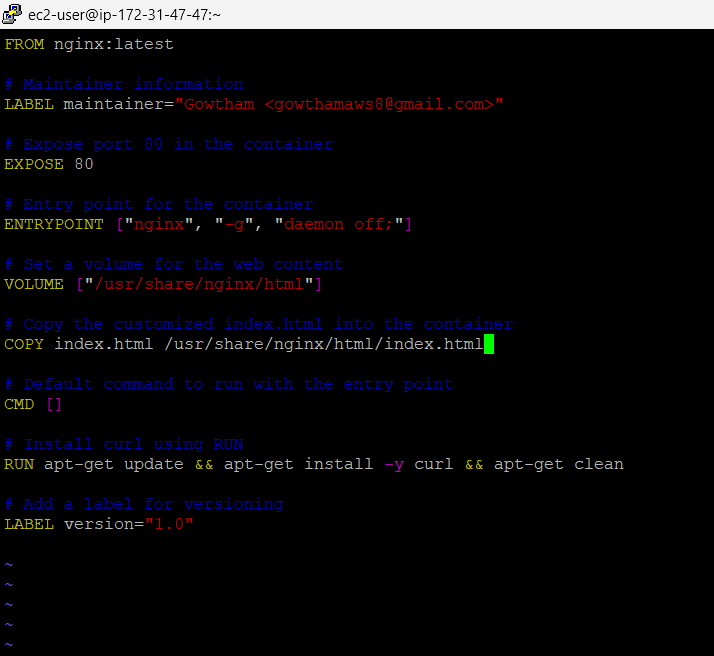 ec2-user@ip-172-31-47-47:~
FROM nginx:latest
# Maintainer information
LABEL maintainer="Gowtham <gowthamaws8@gmail.com>"
# Expose port 80 in the container
EXPOSE 80
# Entry point for the container
ENTRYPOINT ["nginx", "-g", "daemon off;"]
# Set a volume for the web content
VOLUME ["/usr/share/nginx/html"]
# Copy the customized index.html into the container
COPY index.html /usr/share/nginx/html/index.html
# Default command to run with the entry point
CMD []
# Install curl using RUN
RUN apt-get update && apt-get install -y curl && apt-get clean
# Add a label for versioning
LABEL version="1.0"
~
~
~
~
~